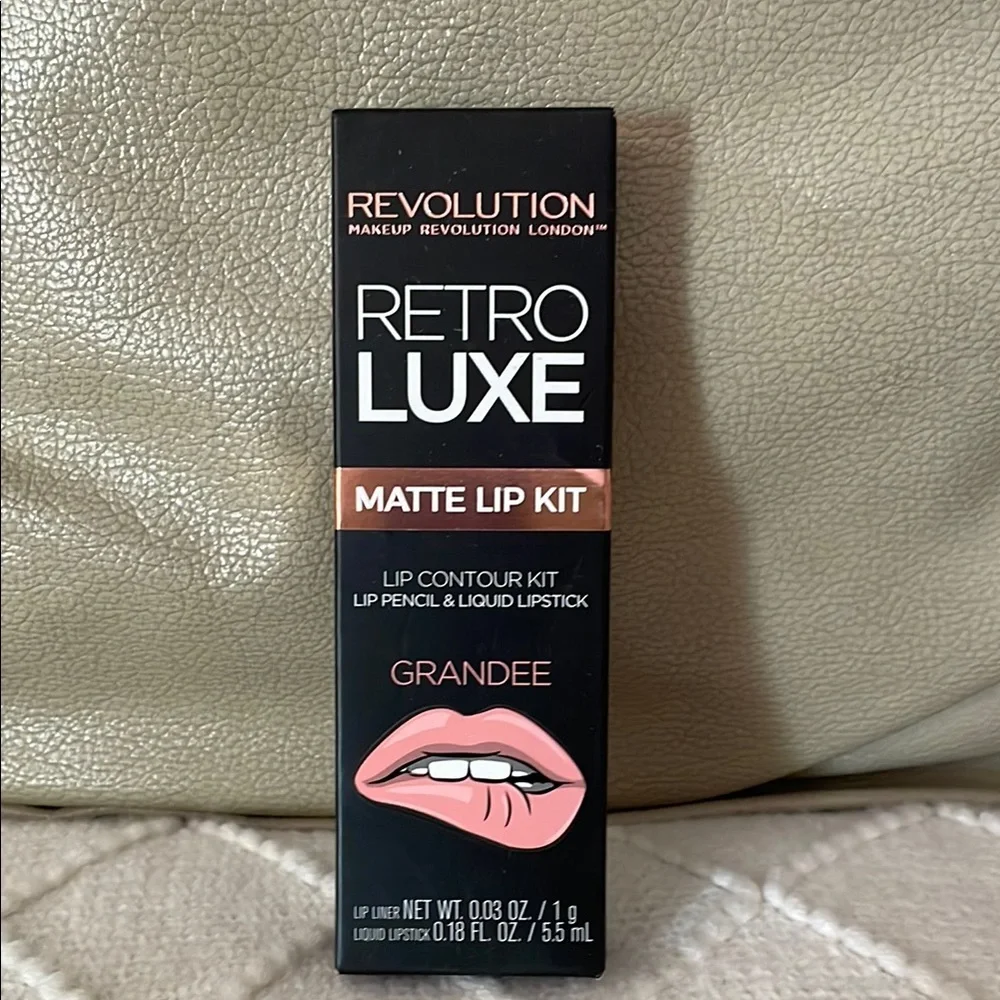 REVOLUTION
MAKEUP REVOLUTION LONDON™
RETRO
LUXE
MATTE LIP KIT
LIP CONTOUR KIT
LIP PENCIL & LIQUID LIPSTICK
GRANDEE
LIP LINER NET WT. 0.03 OZ. / 1 g
LIQUID LIPSTICK 0.18 FL. OZ. / 5.5 mL